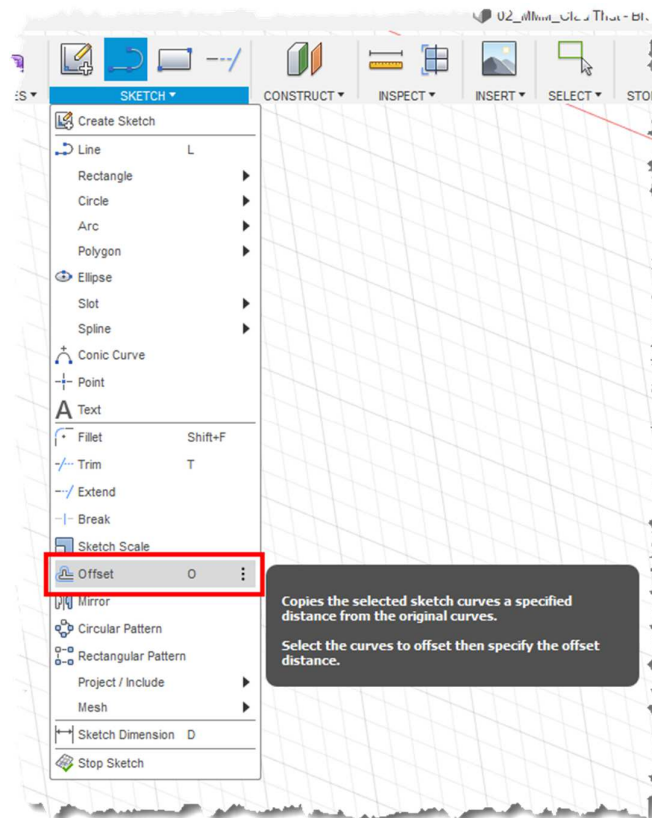 SKETCH ▾
CONSTRUCT ▾
INSPECT ▾
INSERT ▾
SELECT ▾
Create Sketch
Line L
Rectangle
Circle
Arc
Polygon
Ellipse
Slot
Spline
Conic Curve
Point
A Text
Fillet Shift+F
Trim T
Extend
Break
Sketch Scale
Offset O
Mirror
Circular Pattern
Rectangular Pattern
Project / Include
Mesh
Sketch Dimension D
Stop Sketch
Copies the selected sketch curves a specified
distance from the original curves.
Select the curves to offset then specify the offset
distance.